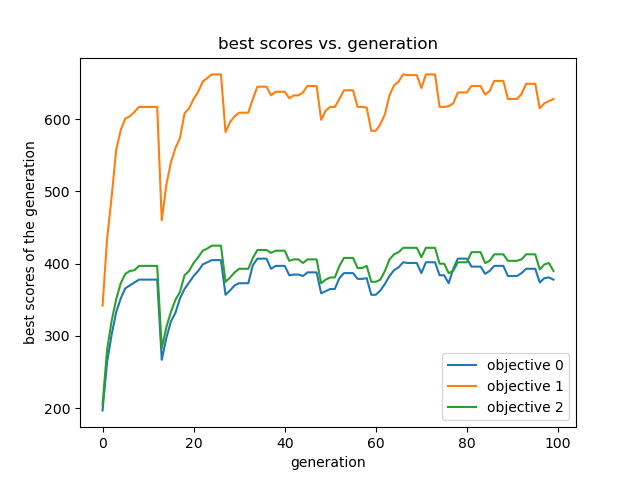 best scores vs. generation
best scores of the generation
600
500
400
300
200
0
20
40
60
80
100
generation
objective 0
objective 1
objective 2